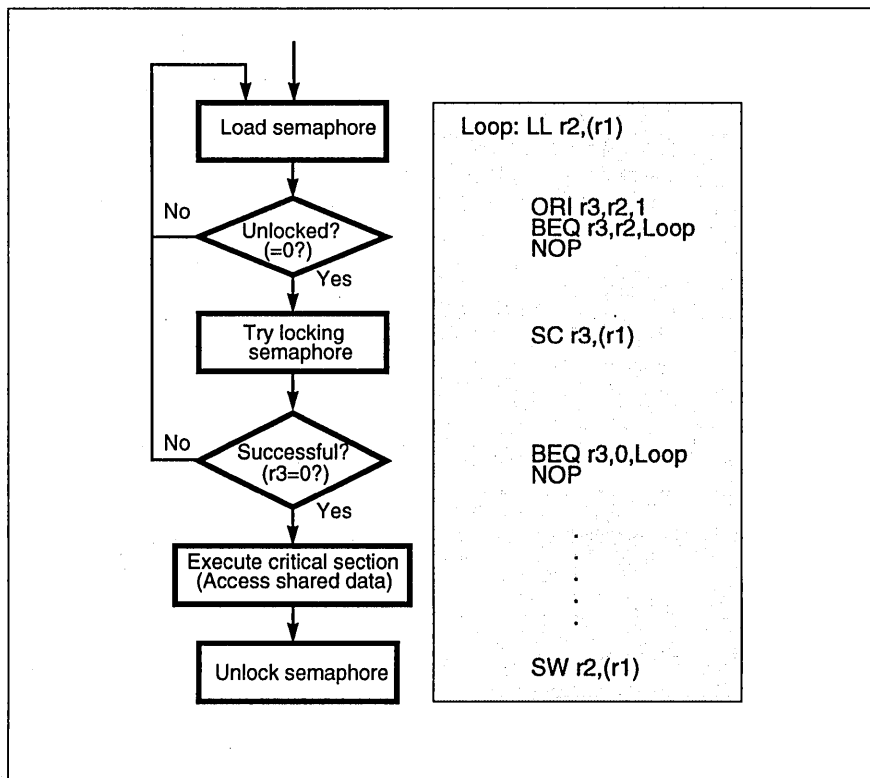 Load semaphore
No
Unlocked?
(=0?)
Yes
Try locking
semaphore
No
Successful?
(r3=0?)
Yes
Execute critical section
(Access shared data)
Unlock semaphore
Loop: LL r2,(r1)
ORI r3,r2,1
BEQ r3,r2,Loop
NOP
SC r3,(r1)
BEQ r3,0,Loop
NOP
SW r2,(r1)